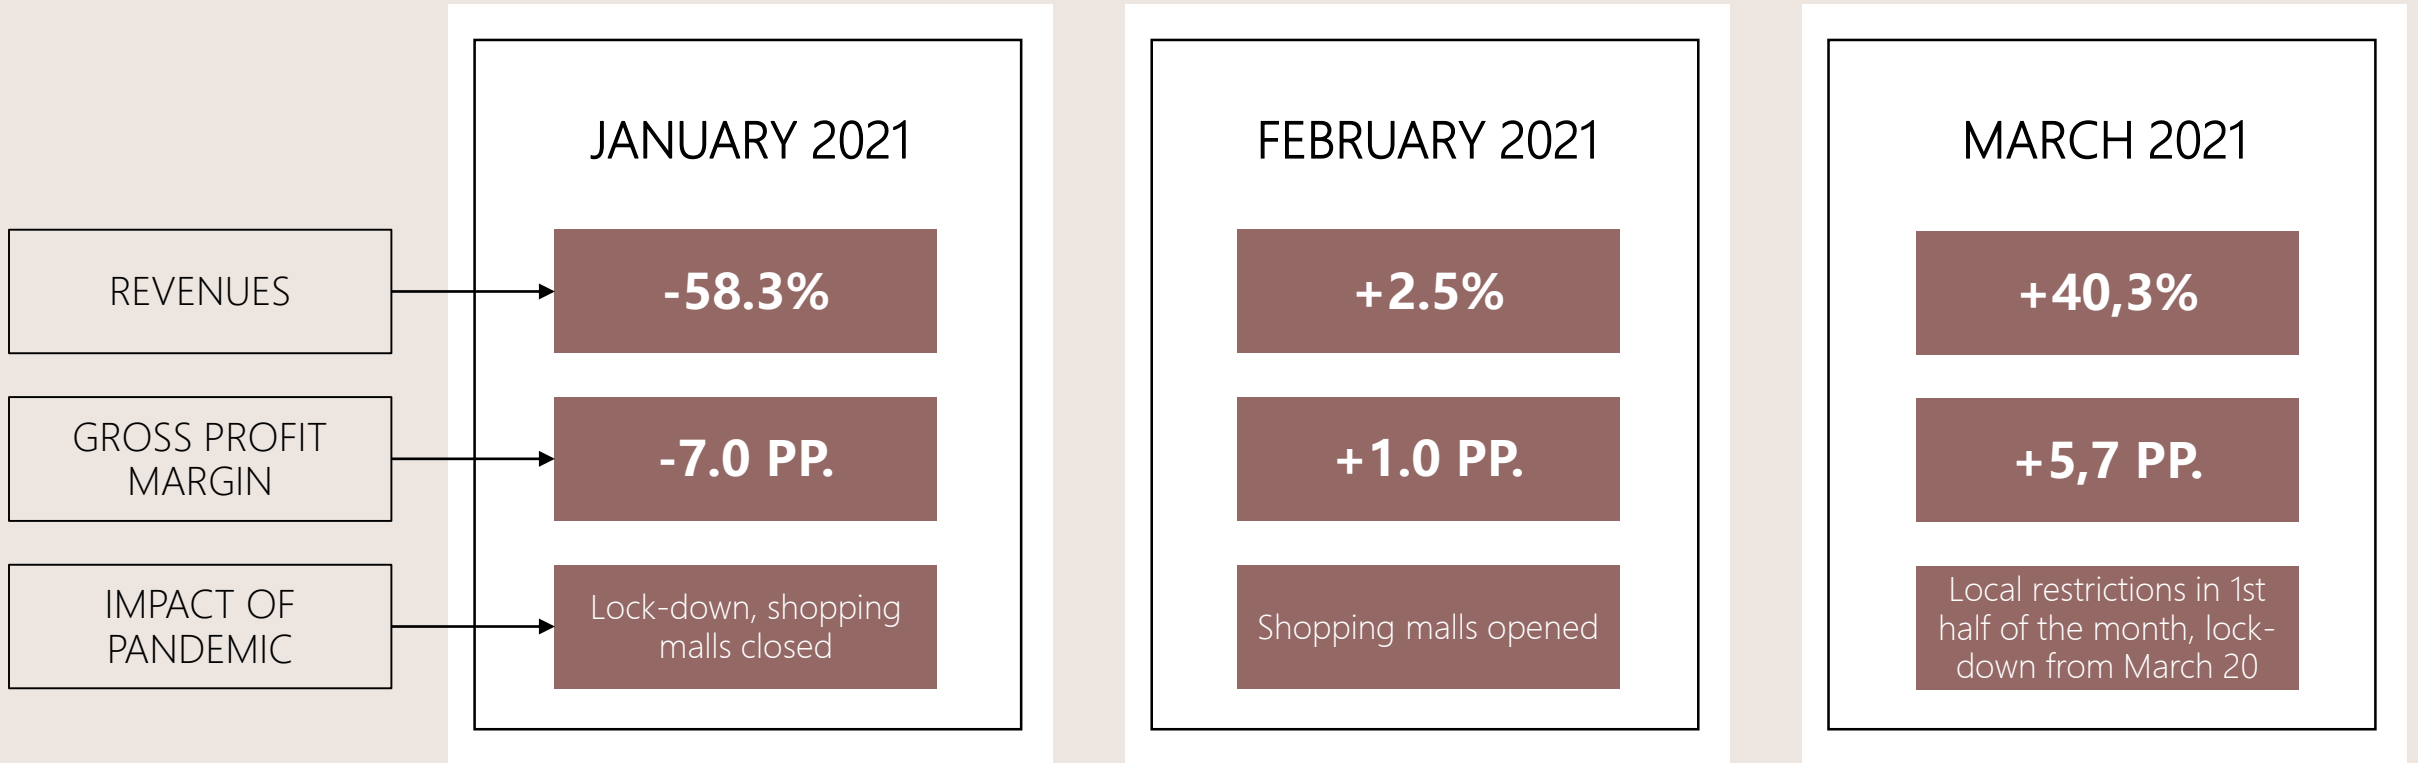 JANUARY 2021
FEBRUARY 2021
MARCH 2021
REVENUES
-58.3%
+2.5%
+40,3%
GROSS PROFIT
MARGIN
-7.0 PP.
+1.0 PP.
+5,7 PP.
IMPACT OF
PANDEMIC
Lock-down, shopping
malls closed
Shopping malls opened
Local restrictions in 1st
half of the month, lock-
down from March 20